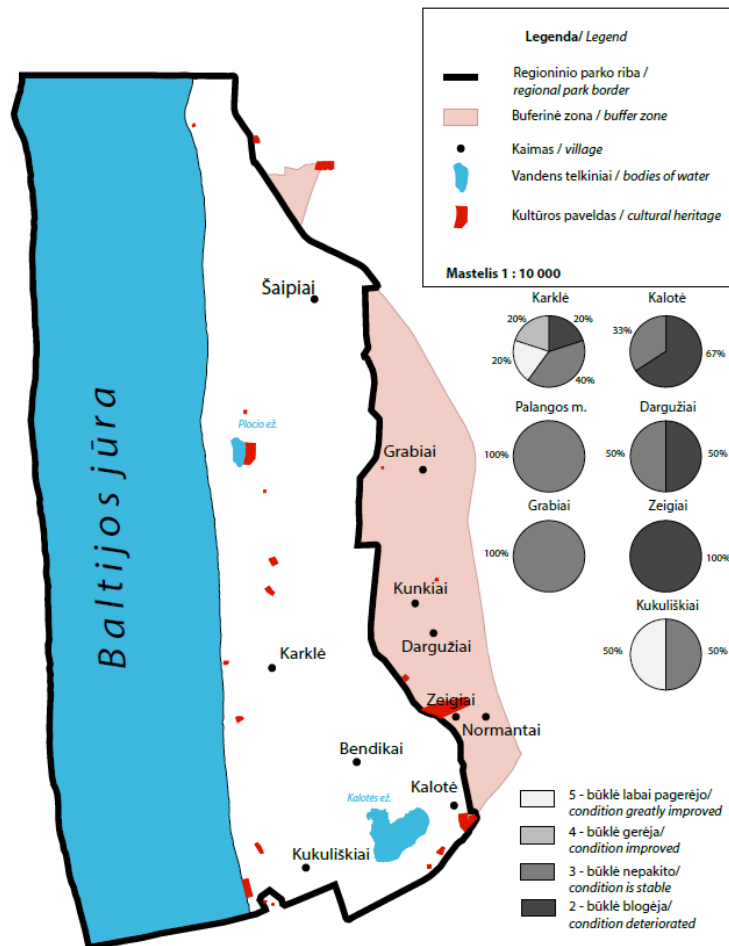 Legenda/ Legend
Regioninio parko riba /
regional park border
Buferinė zona / buffer zone
Kaimas / village
Vandens telkiniai / bodies of water
Kultūros paveldas / cultural heritage
Mastelis 1 : 10 000
Šaipiai
Plocio ež.
Grabiai
Baltijos jūra
Kunkiai
Dargužiai
Karklė
Zeigiai
Normantai
Bendikai
Kalotė
Kalotės ež.
Kukuliškiai
Karklė
20%
20%
20%
40%
Kalotė
33%
67%
Palangos m.
100%
Dargužiai
50%
50%
Grabiai
100%
Zeigiai
100%
Kukuliškiai
50%
50%
5 - būklė labai pagerėjo/
condition greatly improved
4 - būklė gerėja/
condition improved
3 - būklė nepakito/
condition is stable
2 - būklė blogėja/
condition deteriorated